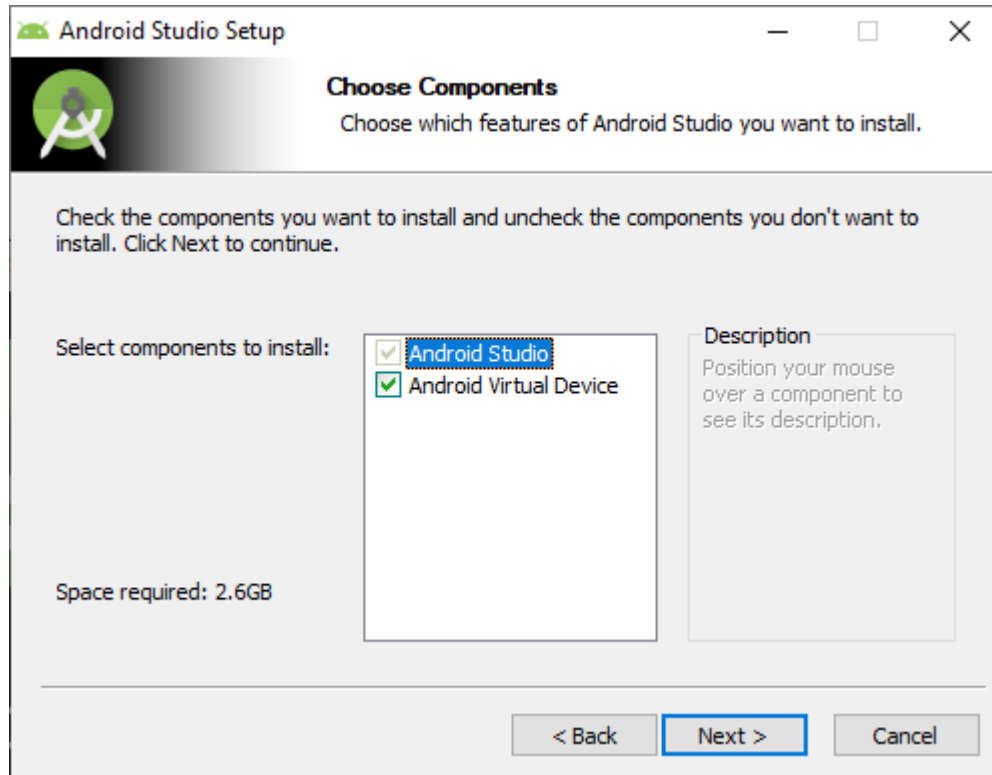 Android Studio Setup
Choose Components
Choose which features of Android Studio you want to install.
Check the components you want to install and uncheck the components you don't want to
install. Click Next to continue.
Select components to install:
Android Studio
Android Virtual Device
Description
Position your mouse
over a component to
see its description.
Space required: 2.6GB
< Back
Next >
Cancel